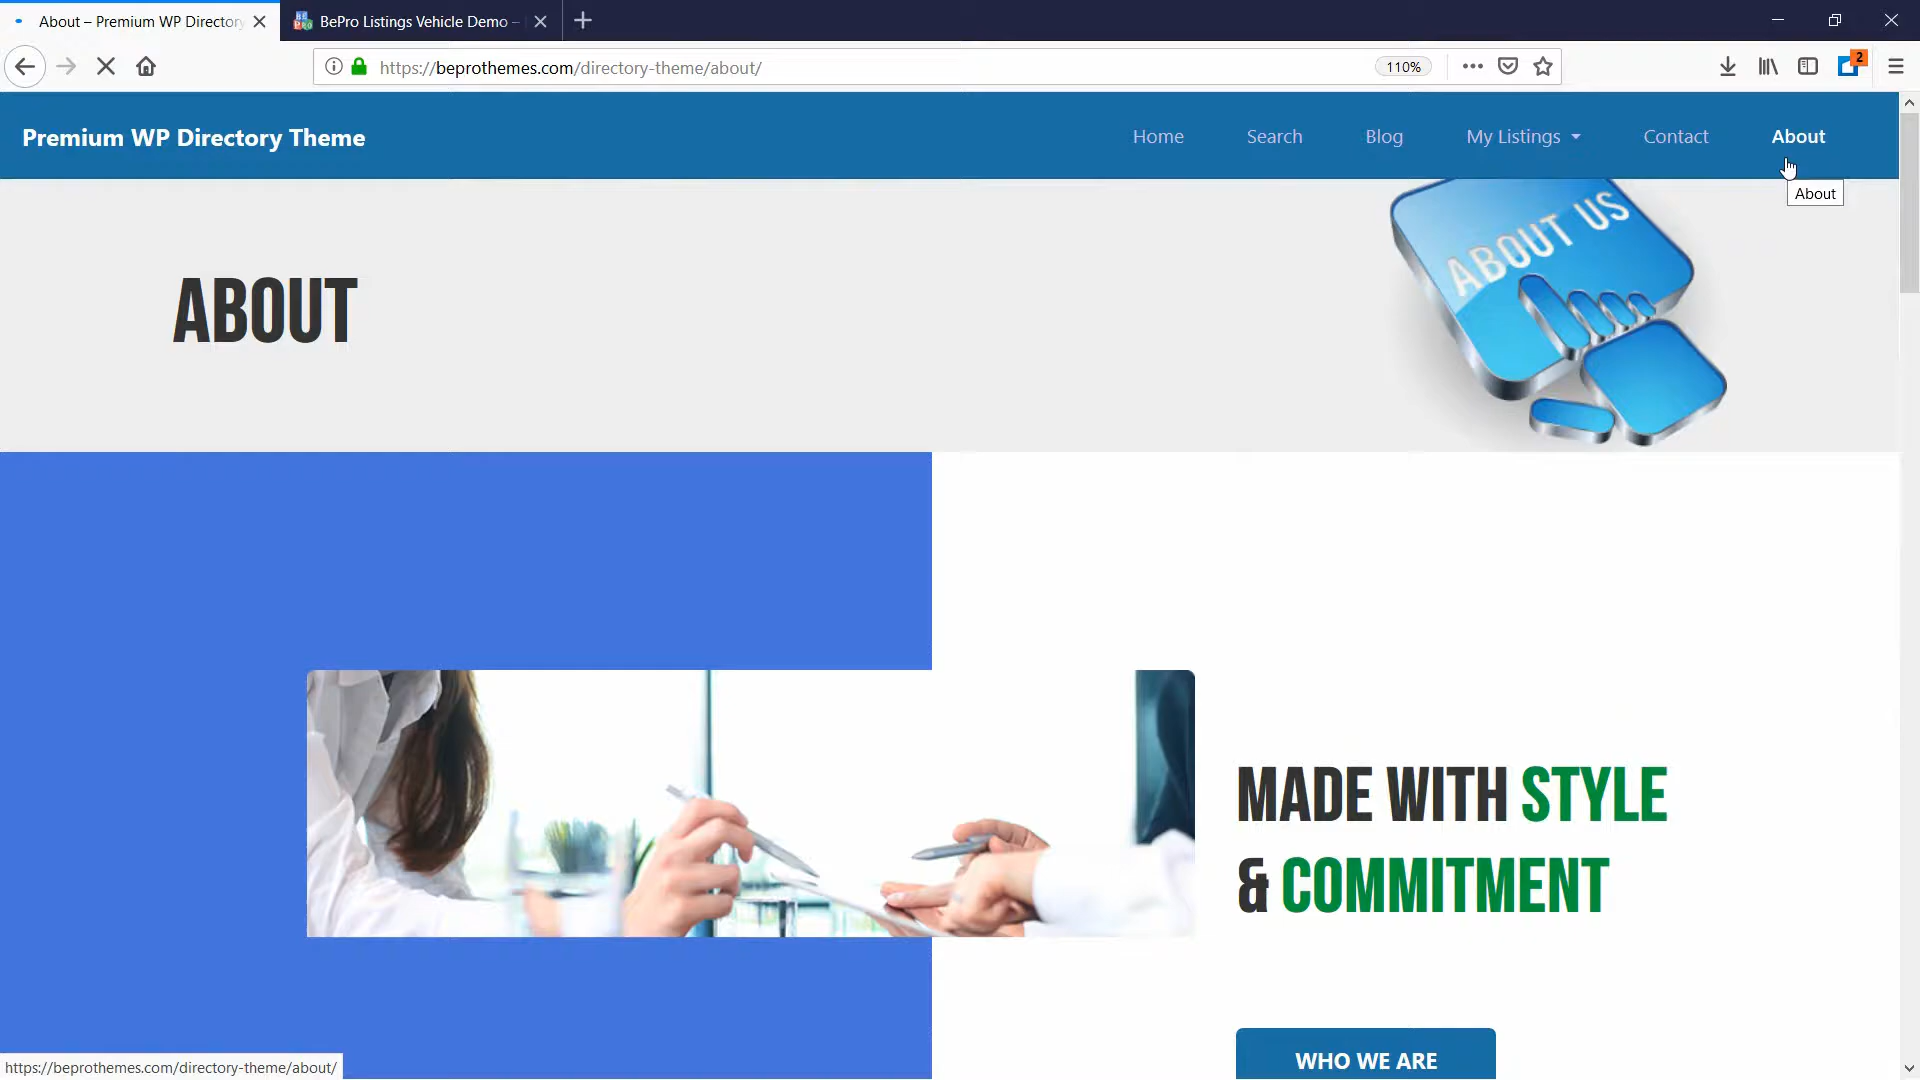 About – Premium WP Directory
BePro Listings Vehicle Demo –
https://beprothemes.com/directory-theme/about/
110%
2
Premium WP Directory Theme
Home
Search
Blog
My Listings
Contact
About
About
ABOUT US
ABOUT
MADE WITH STYLE
& COMMITMENT
WHO WE ARE
https://beprothemes.com/directory-theme/about/